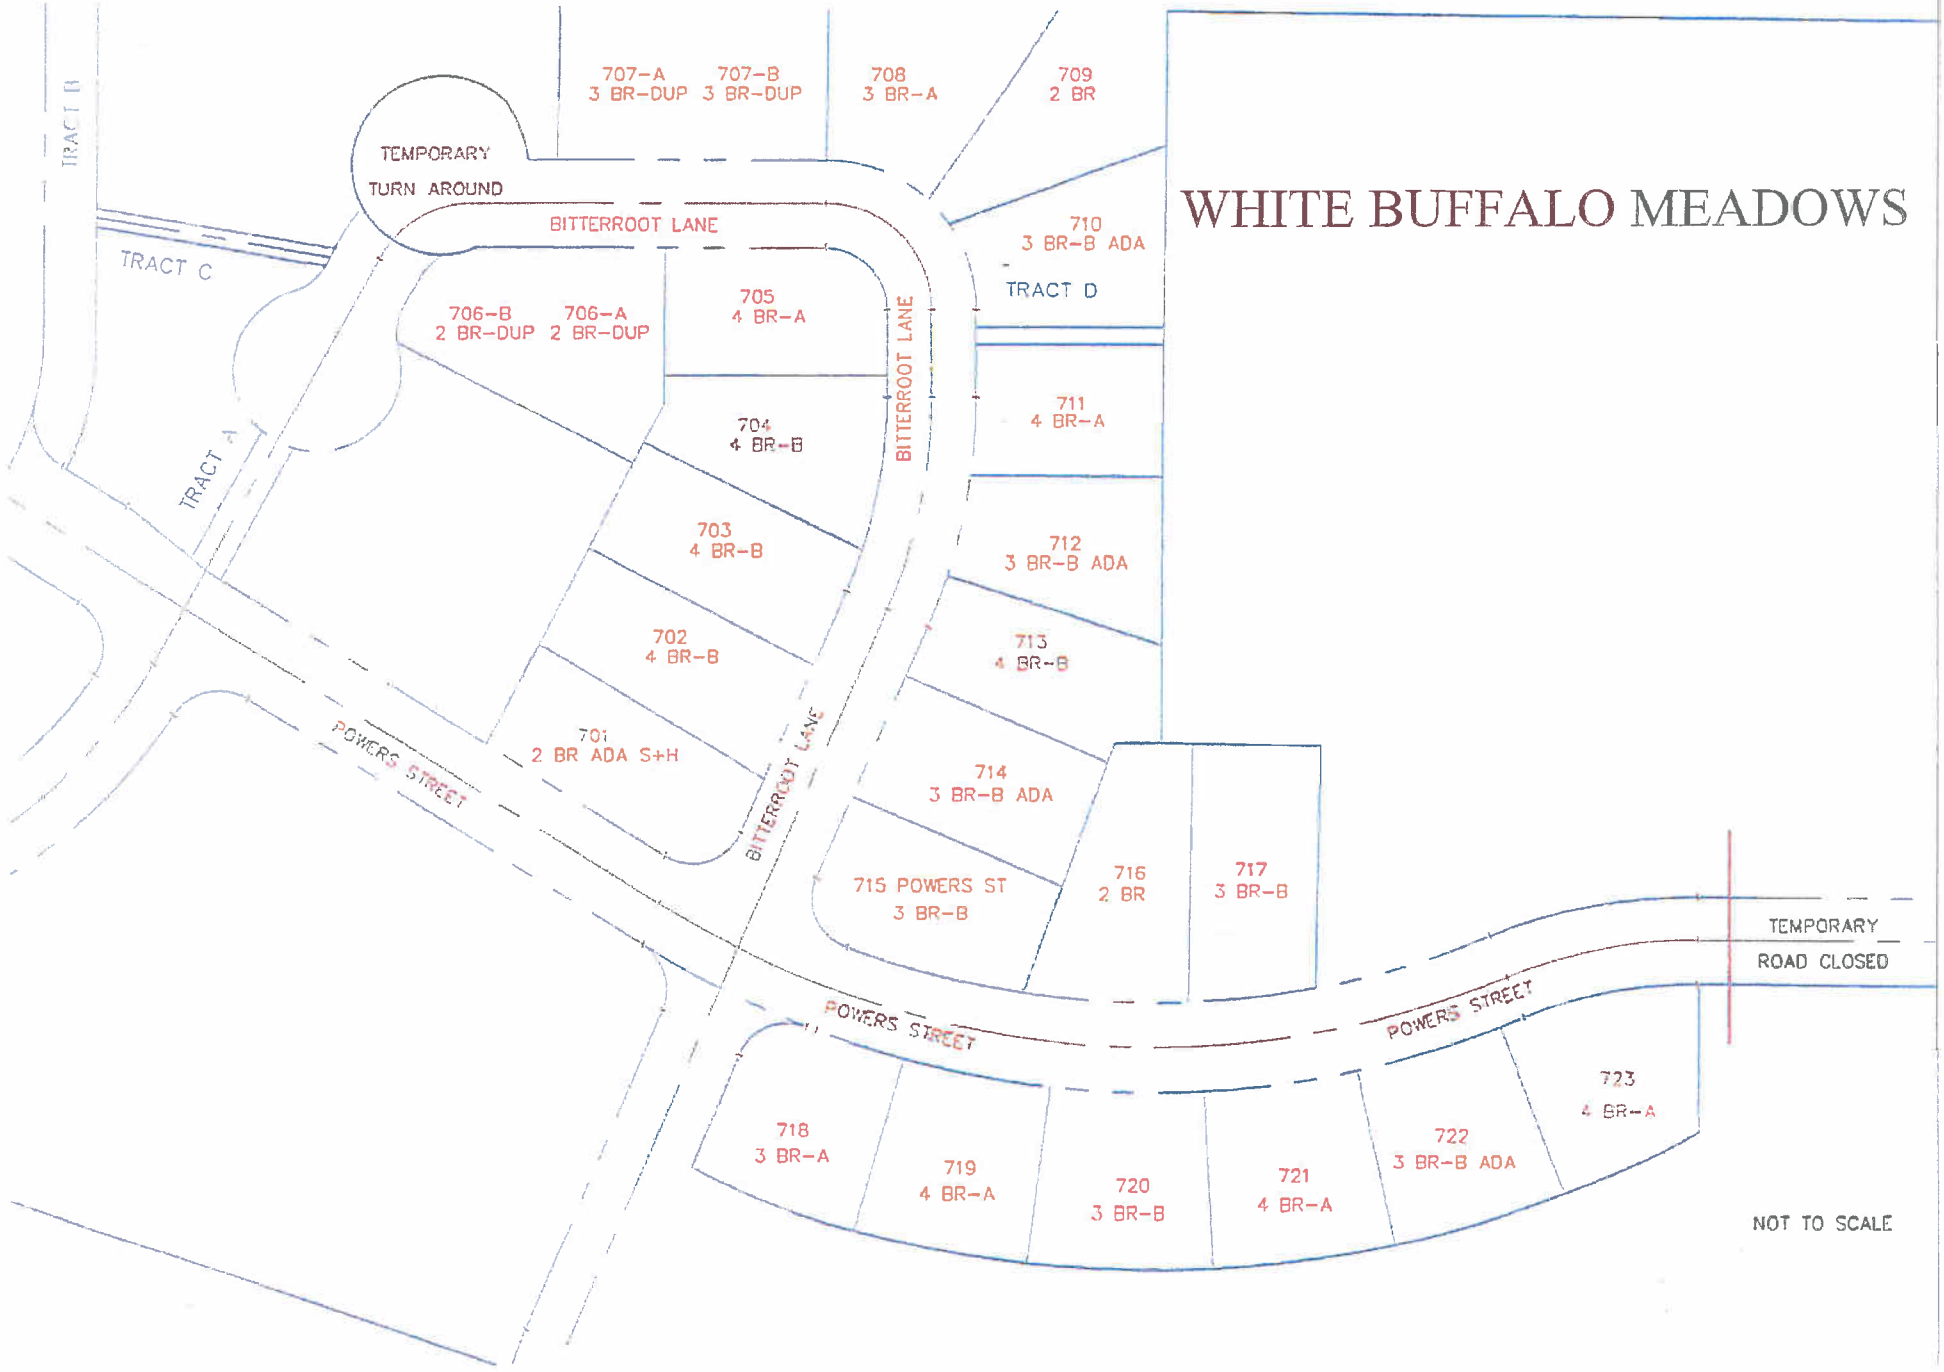 TRACT B
707-A 707-B
3 BR-DUP 3 BR-DUP
708
3 BR-A
709
2 BR
TEMPORARY
TURN AROUND
BITTERROOT LANE
WHITE BUFFALO MEADOWS
710
3 BR-B ADA
TRACT D
TRACT C
706-B 706-A
2 BR-DUP 2 BR-DUP
705
4 BR-A
BITTERROOT LANE
704
4 BR-B
711
4 BR-A
TRACT A
703
4 BR-B
712
3 BR-B ADA
702
4 BR-B
713
4 BR-B
701
2 BR ADA S+H
POWERS STREET
BITTERROOT LANE
714
3 BR-B ADA
715 POWERS ST
3 BR-B
716
2 BR
717
3 BR-B
TEMPORARY
ROAD CLOSED
POWERS STREET
POWERS STREET
718
3 BR-A
719
4 BR-A
720
3 BR-B
721
4 BR-A
722
3 BR-B ADA
723
4 BR-A
NOT TO SCALE